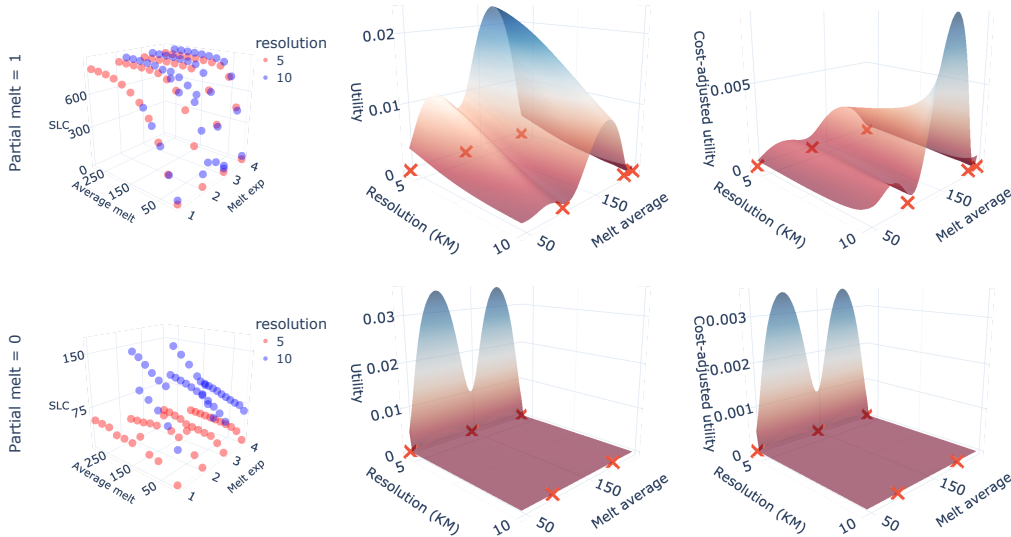 Partial melt = 1
resolution
5
10
600
300
0
SLC
250
150
50
Average melt
1
2
3
4
Melt exp
0.02
0.01
0
Utility
5
10
Resolution (KM)
50
150
Melt average
0.005
0
Cost-adjusted utility
5
10
Resolution (KM)
50
150
Melt average
Partial melt = 0
resolution
5
10
150
75
SLC
250
150
50
Average melt
1
2
3
4
Melt exp
0.03
0.02
0.01
0
Utility
5
10
Resolution (KM)
50
150
Melt average
0.003
0.002
0.001
0
Cost-adjusted utility
5
10
Resolution (KM)
50
150
Melt average